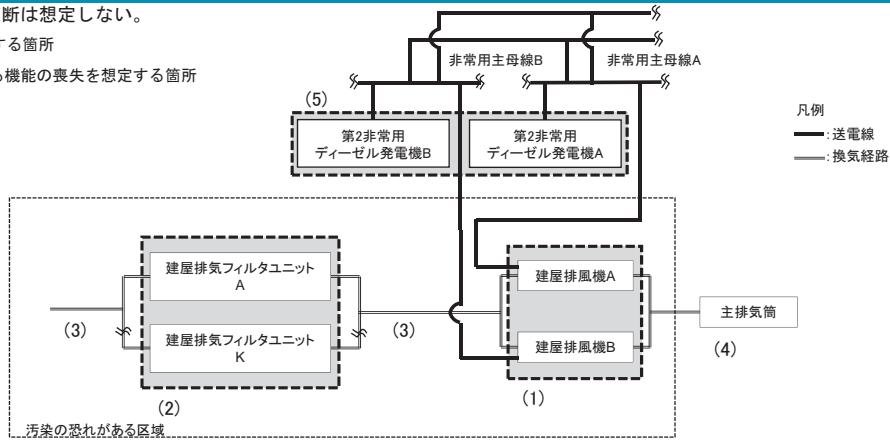 断は想定しない。
する箇所
る機能の喪失を想定する箇所
非常用主母線B
非常用主母線A
凡例
:送電線
:換気経路
(5)
第2非常用
ディーゼル発電機B
第2非常用
ディーゼル発電機A
建屋排気フィルタユニット
A
建屋排気フィルタユニット
K
建屋排風機A
建屋排風機B
主排気筒
(3)
(3)
(4)
(2)
(1)
汚染の恐れがある区域